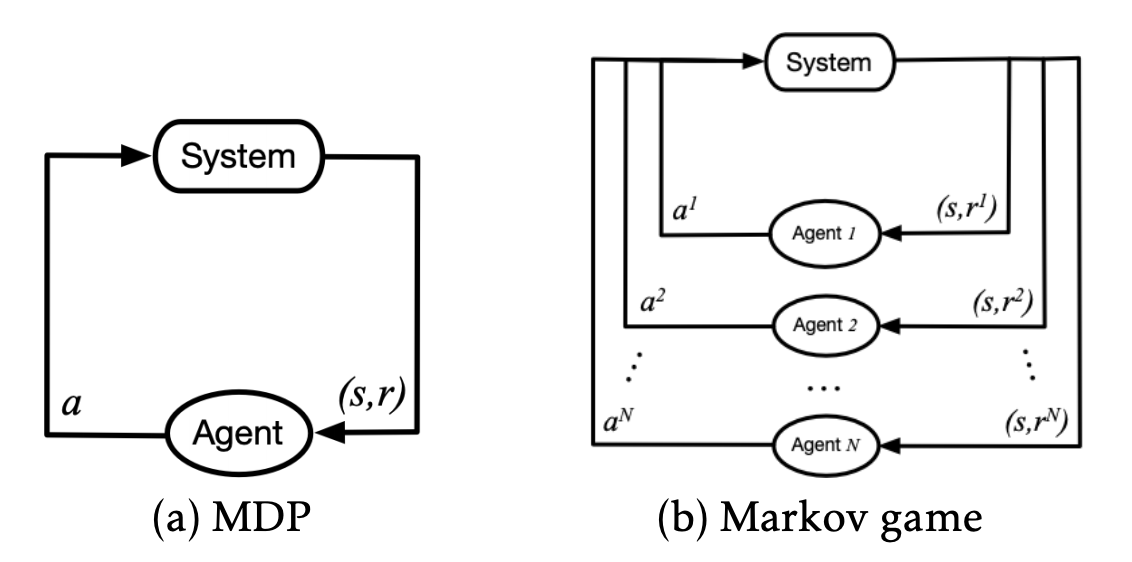 System
a
(s,r)
Agent
(a) MDP
System
a^1
(s,r^1)
Agent 1
a^2
(s,r^2)
Agent 2
...
a^N
(s,r^N)
Agent N
(b) Markov game